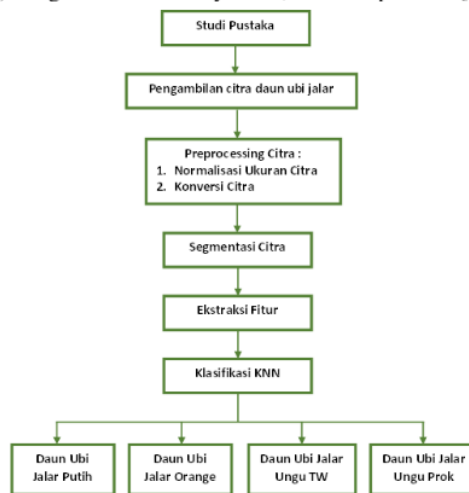 Studi Pustaka
Pengambilan citra daun ubi jalar
Preprocessing Citra :
1. Normalisasi Ukuran Citra
2. Konversi Citra
Segmentasi Citra
Ekstraksi Fitur
Klasifikasi KNN
Daun Ubi
Jalar Putih
Daun Ubi
Jalar Orange
Daun Ubi Jalar
Ungu TW
Daun Ubi Jalar
Ungu Prok